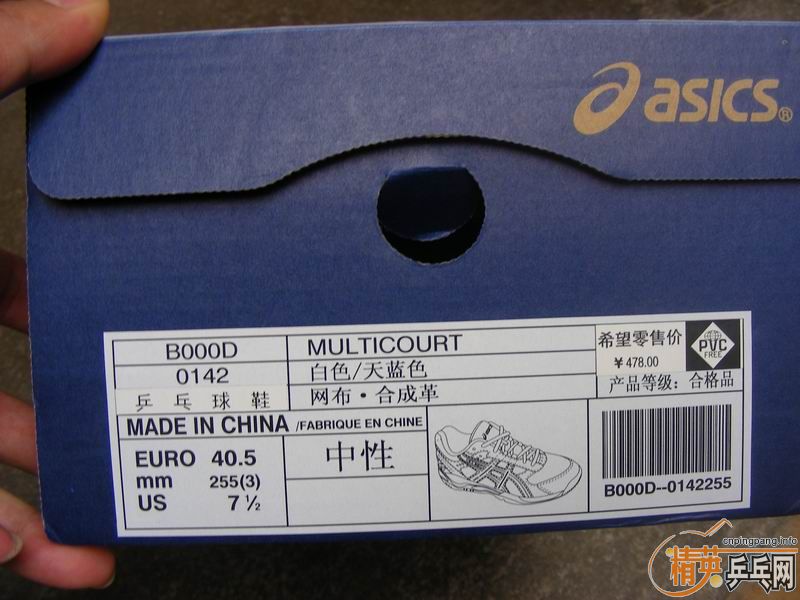 asics®
B000D
MULTICOURT
希望零售价
¥478.00
PVC
FREE
0142
白色/天蓝色
乒乓球鞋
网布·合成革
产品等级:合格品
MADE IN CHINA /FABRIQUE EN CHINE
EURO 40.5
mm 255(3)
US 7 ½
中性
B000D--0142255
cnpingpang.info
精英乒乓网